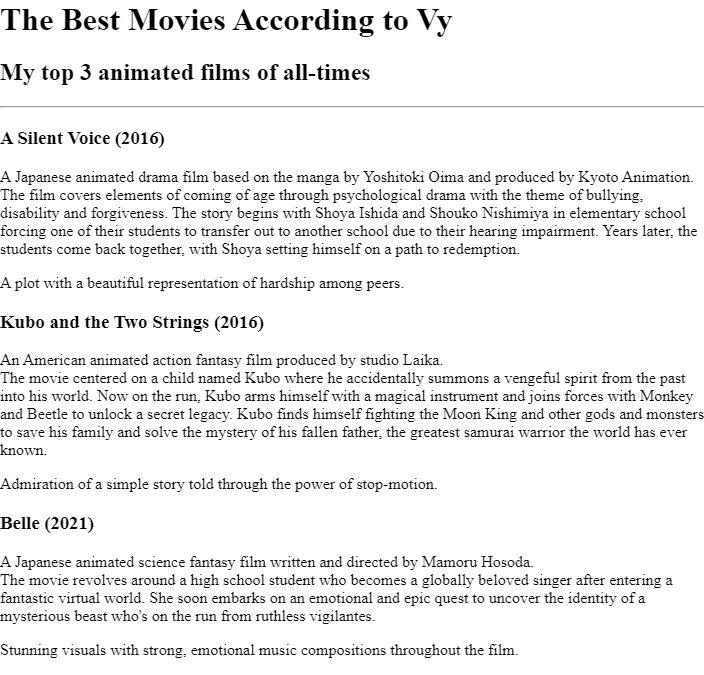 The Best Movies According to Vy
My top 3 animated films of all-times
A Silent Voice (2016)
A Japanese animated drama film based on the manga by Yoshitoki Oima and produced by Kyoto Animation.
The film covers elements of coming of age through psychological drama with the theme of bullying,
disability and forgiveness. The story begins with Shoya Ishida and Shouko Nishimiya in elementary school
forcing one of their students to transfer out to another school due to their hearing impairment. Years later, the
students come back together, with Shoya setting himself on a path to redemption.
A plot with a beautiful representation of hardship among peers.
Kubo and the Two Strings (2016)
An American animated action fantasy film produced by studio Laika.
The movie centered on a child named Kubo where he accidentally summons a vengeful spirit from the past
into his world. Now on the run, Kubo arms himself with a magical instrument and joins forces with Monkey
and Beetle to unlock a secret legacy. Kubo finds himself fighting the Moon King and other gods and monsters
to save his family and solve the mystery of his fallen father, the greatest samurai warrior the world has ever
known.
Admiration of a simple story told through the power of stop-motion.
Belle (2021)
A Japanese animated science fantasy film written and directed by Mamoru Hosoda.
The movie revolves around a high school student who becomes a globally beloved singer after entering a
fantastic virtual world. She soon embarks on an emotional and epic quest to uncover the identity of a
mysterious beast who's on the run from ruthless vigilantes.
Stunning visuals with strong, emotional music compositions throughout the film.